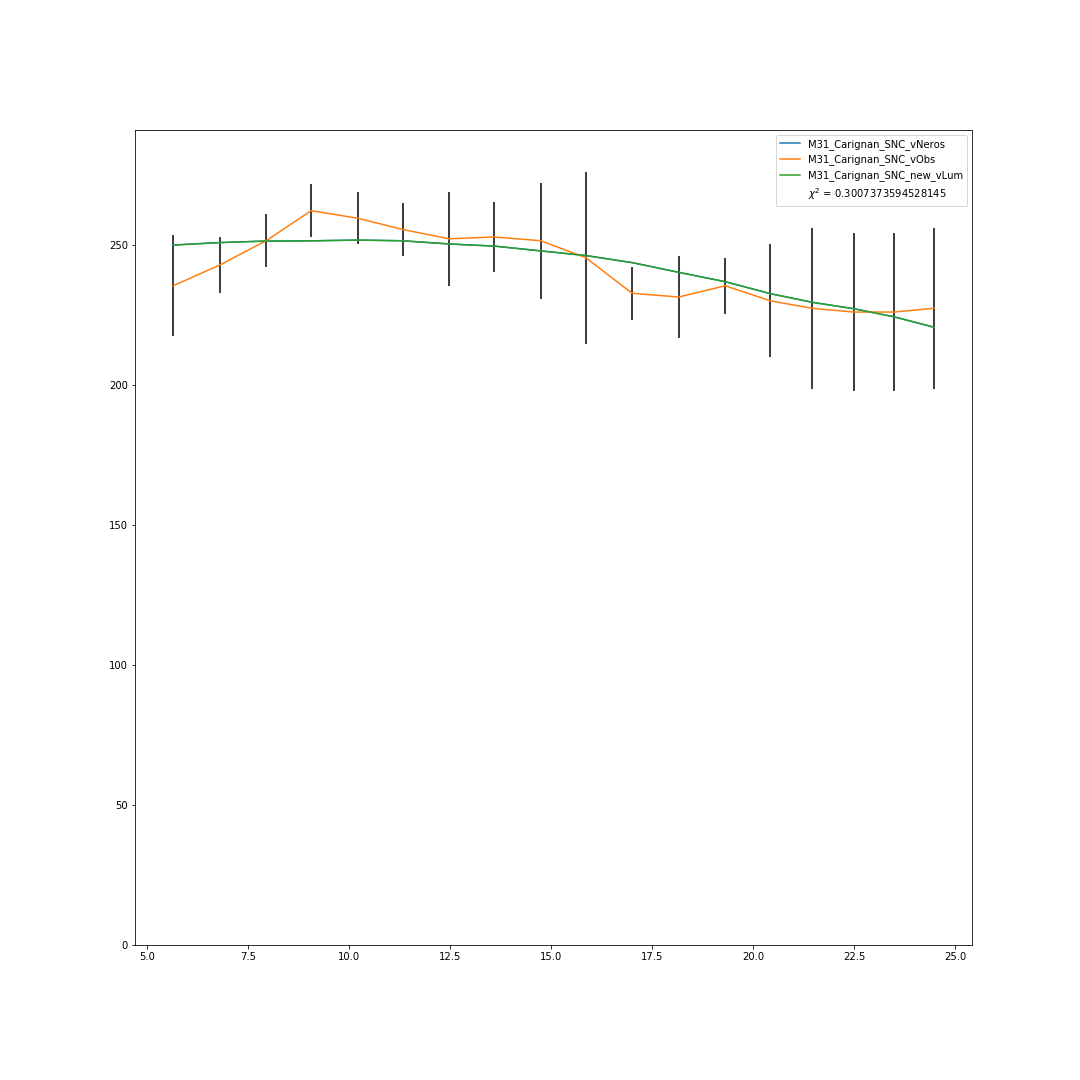 M31_Carignan_SNC_vNeros
M31_Carignan_SNC_vObs
M31_Carignan_SNC_new_vLum
χ² = 0.3007373594528145
250
200
150
100
50
0
5.0 7.5 10.0 12.5 15.0 17.5 20.0 22.5 25.0